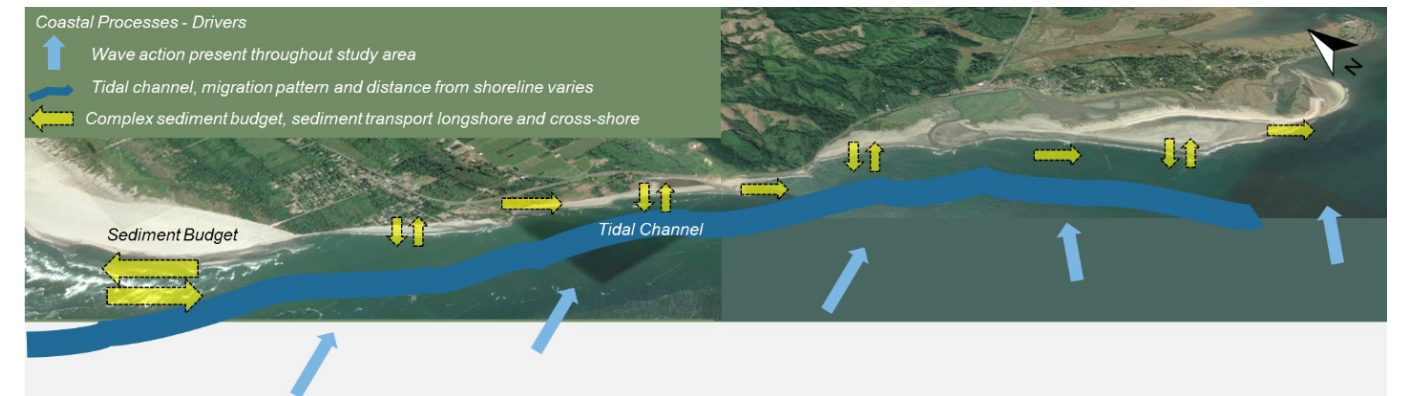 Coastal Processes - Drivers
Wave action present throughout study area
Tidal channel, migration pattern and distance from shoreline varies
Complex sediment budget, sediment transport longshore and cross-shore
N
Sediment Budget
Tidal Channel